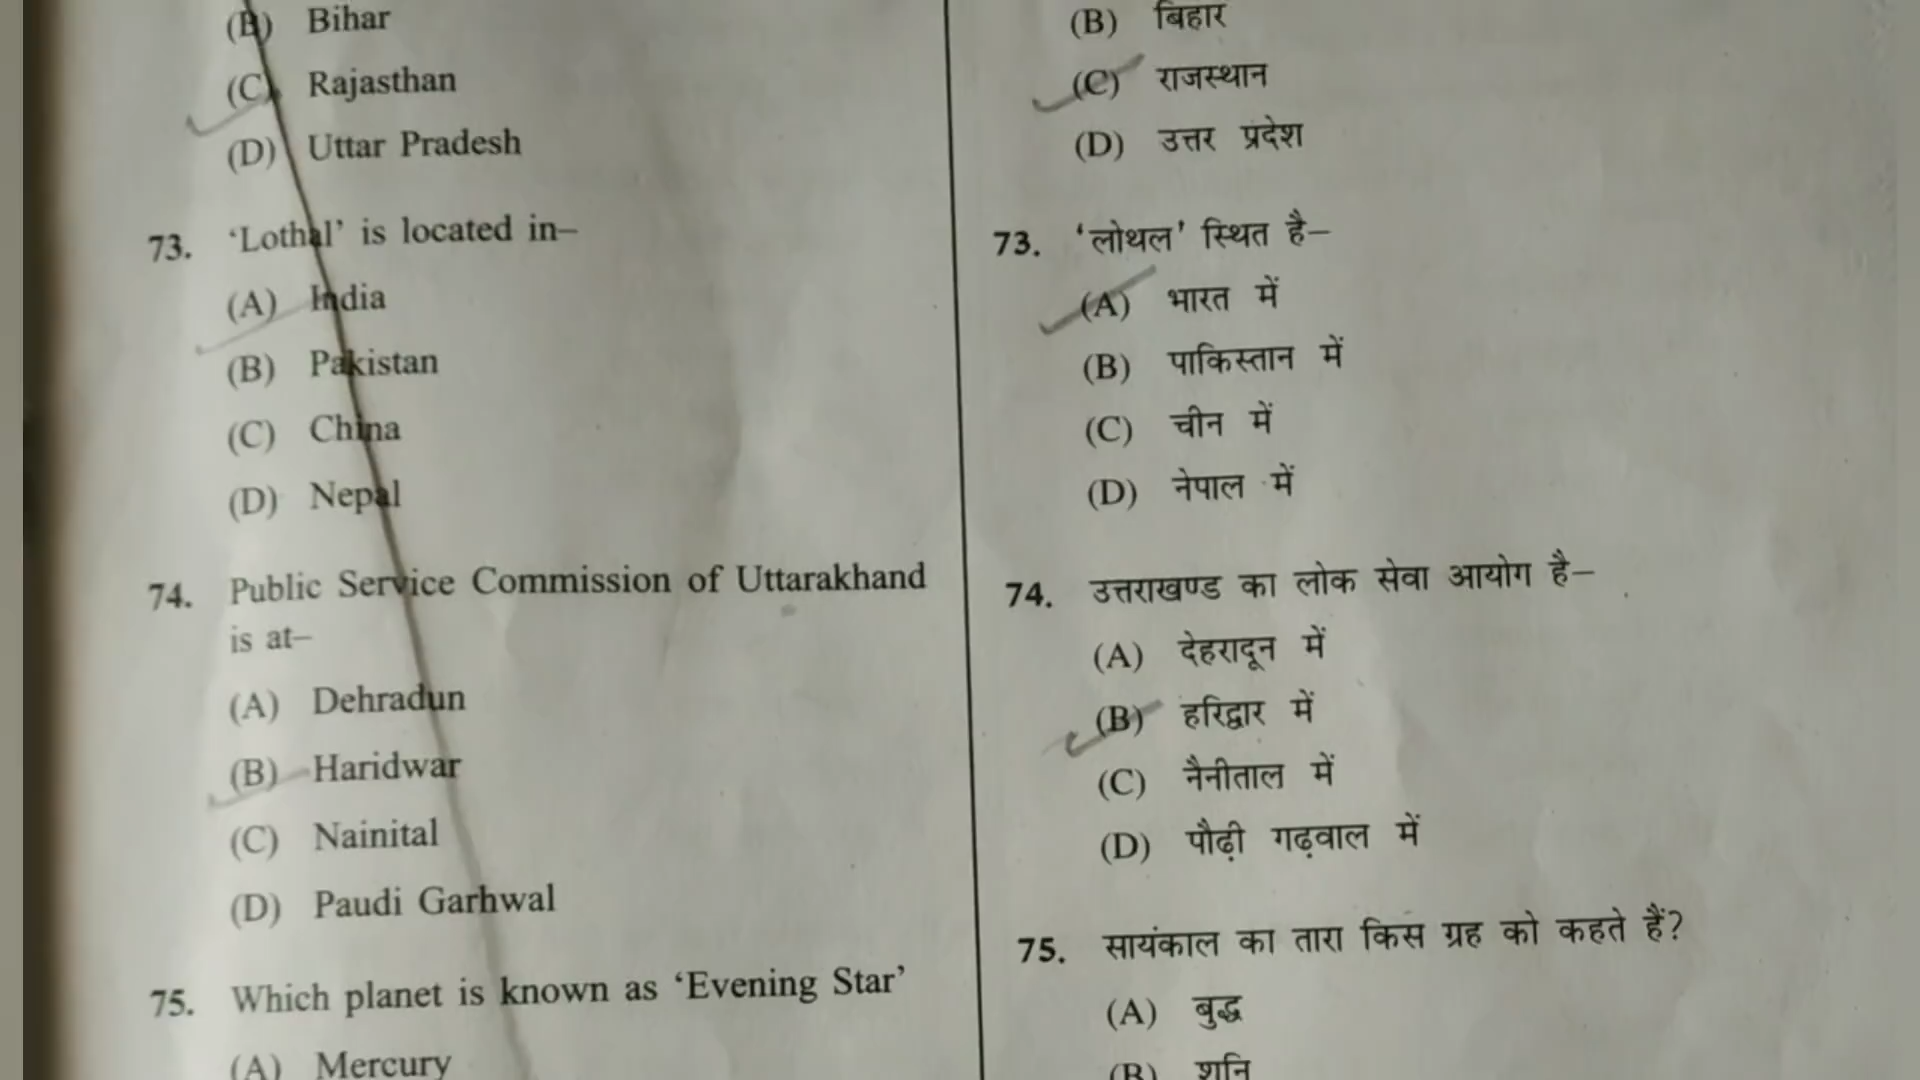 (B) Bihar
(C) Rajasthan
(D) Uttar Pradesh
73. ‘Lothal’ is located in–
(A) India
(B) Pakistan
(C) China
(D) Nepal
74. Public Service Commission of Uttarakhand
is at–
(A) Dehradun
(B) Haridwar
(C) Nainital
(D) Paudi Garhwal
75. Which planet is known as ‘Evening Star’
(A) Mercury
(B) बिहार
(C) राजस्थान
(D) उत्तर प्रदेश
73. ‘लोथल’ स्थित है–
(A) भारत में
(B) पाकिस्तान में
(C) चीन में
(D) नेपाल में
74. उत्तराखण्ड का लोक सेवा आयोग है–
(A) देहरादून में
(B) हरिद्वार में
(C) नैनीताल में
(D) पौढ़ी गढ़वाल में
75. सायंकाल का तारा किस ग्रह को कहते हैं?
(A) बुद्ध
(B) शनि